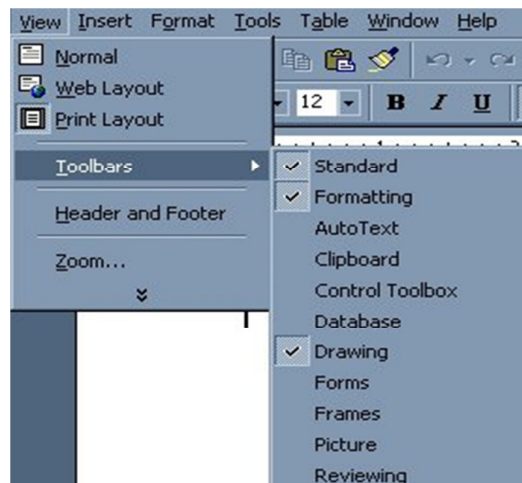 View Insert Format Tools Table Window Help
Normal
Web Layout
Print Layout
12 B I U
Toolbars
Standard
Formatting
Header and Footer
AutoText
Zoom...
Clipboard
Control Toolbox
Database
Drawing
Forms
Frames
Picture
Reviewing